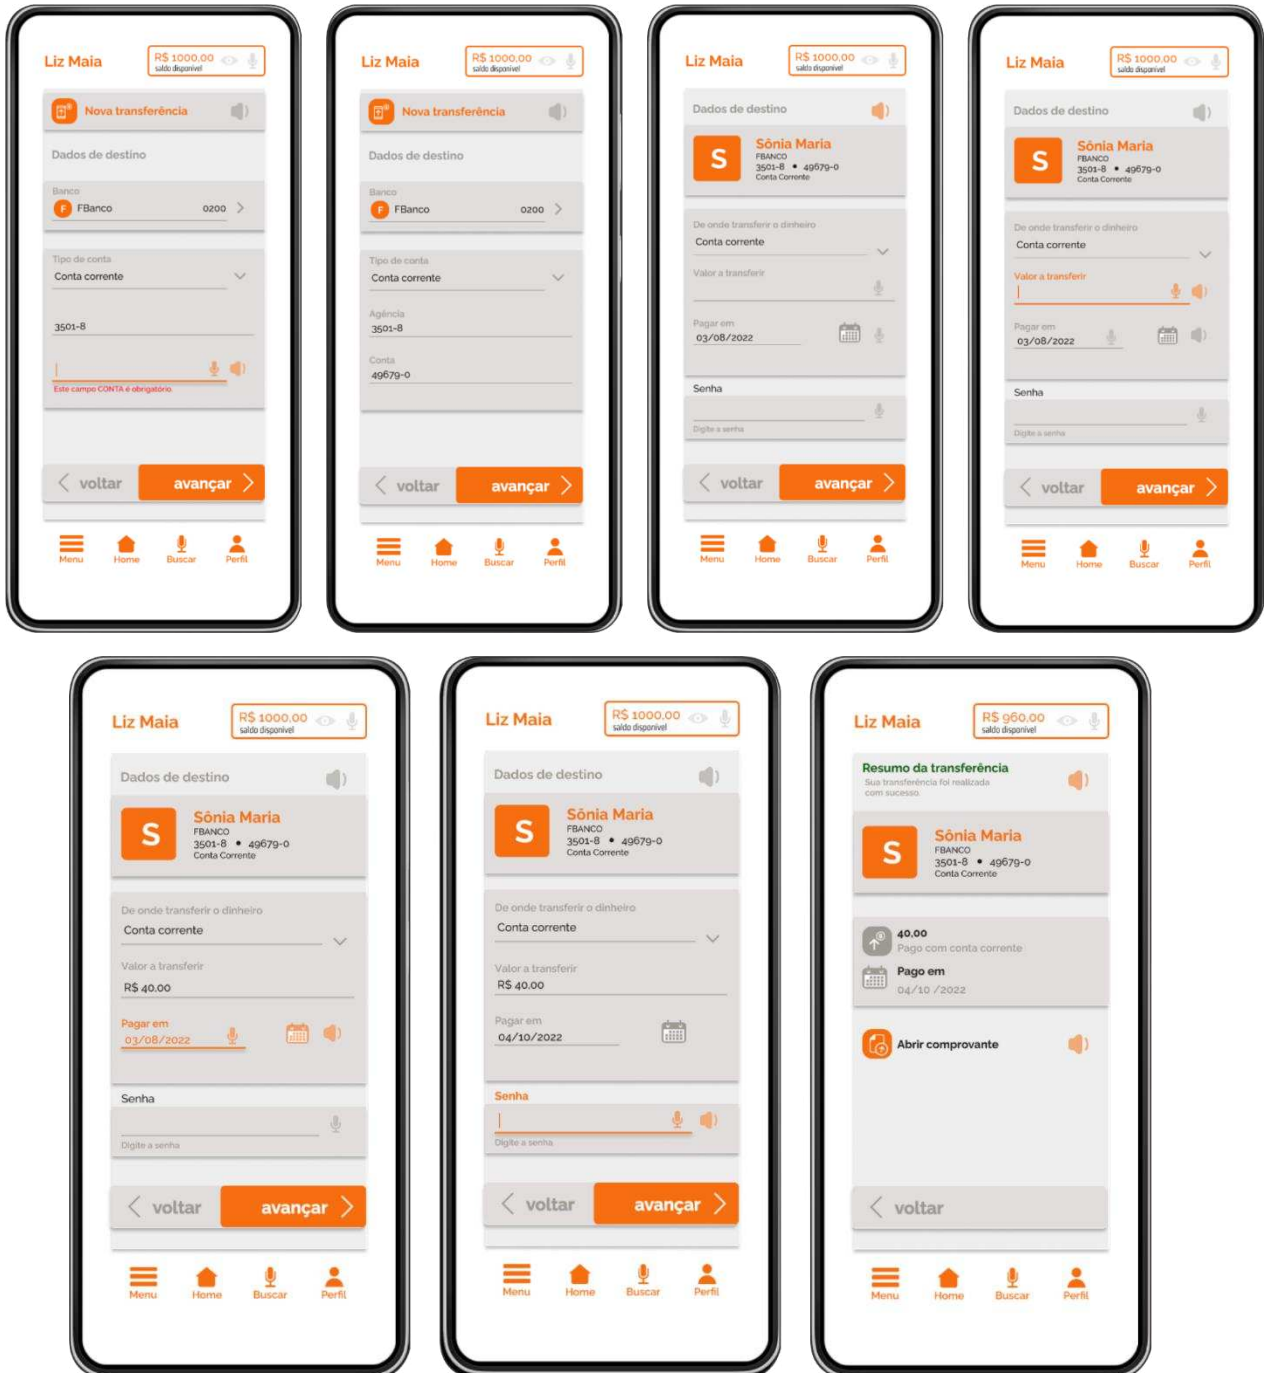 Liz Maia
R$ 1000,00
saldo disponível
Nova transferência
Dados de destino
Banco
F FBanco 0200
Tipo de conta
Conta corrente
3501-8
Este campo CONTA é obrigatório.
voltar avançar
Menu Home Buscar Perfil
Liz Maia
R$ 1000,00
saldo disponível
Nova transferência
Dados de destino
Banco
F FBanco 0200
Tipo de conta
Conta corrente
Agência
3501-8
Conta
49679-0
voltar avançar
Menu Home Buscar Perfil
Liz Maia
R$ 1000,00
saldo disponível
Dados de destino
S
Sônia Maria
FBANCO
3501-8 • 49679-0
Conta Corrente
De onde transferir o dinheiro
Conta corrente
Valor a transferir
Pagar em
03/08/2022
Senha
Digite a senha
voltar avançar
Menu Home Buscar Perfil
Liz Maia
R$ 1000,00
saldo disponível
Dados de destino
S
Sônia Maria
FBANCO
3501-8 • 49679-0
Conta Corrente
De onde transferir o dinheiro
Conta corrente
Valor a transferir
Pagar em
03/08/2022
Senha
Digite a senha
voltar avançar
Menu Home Buscar Perfil
Liz Maia
R$ 1000,00
saldo disponível
Dados de destino
S
Sônia Maria
FBANCO
3501-8 • 49679-0
Conta Corrente
De onde transferir o dinheiro
Conta corrente
Valor a transferir
R$ 40,00
Pagar em
03/08/2022
Senha
Digite a senha
voltar avançar
Menu Home Buscar Perfil
Liz Maia
R$ 1000,00
saldo disponível
Dados de destino
S
Sônia Maria
FBANCO
3501-8 • 49679-0
Conta Corrente
De onde transferir o dinheiro
Conta corrente
Valor a transferir
R$ 40,00
Pagar em
04/10/2022
Senha
Digite a senha
voltar avançar
Menu Home Buscar Perfil
Liz Maia
R$ 960,00
saldo disponível
Resumo da transferência
Sua transferência foi realizada
com sucesso.
S
Sônia Maria
FBANCO
3501-8 • 49679-0
Conta Corrente
40,00
Pago com conta corrente
Pago em
04/10 /2022
Abrir comprovante
voltar
Menu Home Buscar Perfil